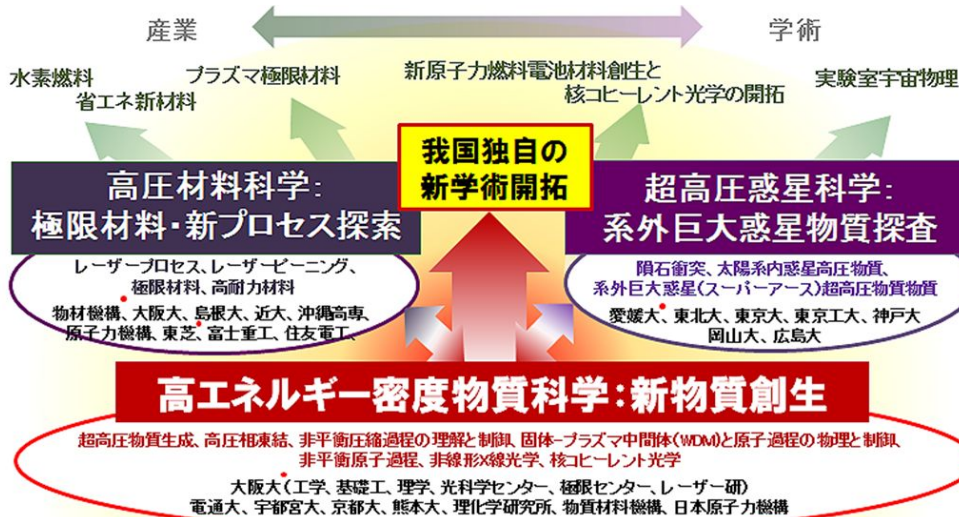 産業
学術
水素燃料
省エネ新材料
プラズマ極限材料
新原子力燃料電池材料創生と
核コヒーレント光学の開拓
実験室宇宙物理
我国独自の
新学術開拓
高圧材料科学:
極限材料・新プロセス探索
超高圧惑星科学:
系外巨大惑星物質探査
レーザープロセス、レーザーピーニング、
極限材料、高耐力材料
物材機構、大阪大、島根大、近大、沖縄高専、
原子力機構、東芝、富士重工、住友電工、
隕石衝突、太陽系内惑星高圧物質、
系外巨大惑星(スーパーアース)超高圧物質物質
愛媛大、東北大、東京大、東京工大、神戸大
岡山大、広島大
高エネルギー密度物質科学:新物質創生
超高圧物質生成、高圧相凍結、非平衡圧縮過程の理解と制御、固体-プラズマ中間体(WDM)と原子過程の物理と制御、
非平衡原子過程、非線形X線光学、核コヒーレント光学
大阪大(工学、基礎工、理学、光科学センター、極限センター、レーザー研)
電通大、宇都宮大、京都大、熊本大、理化学研究所、物質材料機構、日本原子力機構